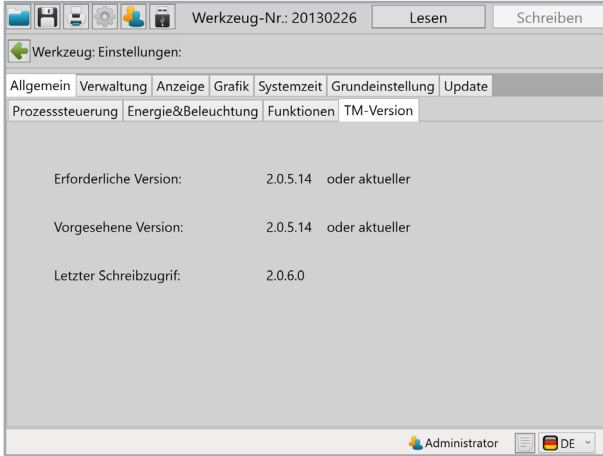 Werkzeug-Nr.: 20130226 Lesen Schreiben
Werkzeug: Einstellungen:
Allgemein Verwaltung Anzeige Grafik Systemzeit Grundeinstellung Update
Prozesssteuerung Energie&Beleuchtung Funktionen TM-Version
Erforderliche Version: 2.0.5.14 oder aktueller
Vorgesehene Version: 2.0.5.14 oder aktueller
Letzter Schreibzugrif: 2.0.6.0
Administrator DE